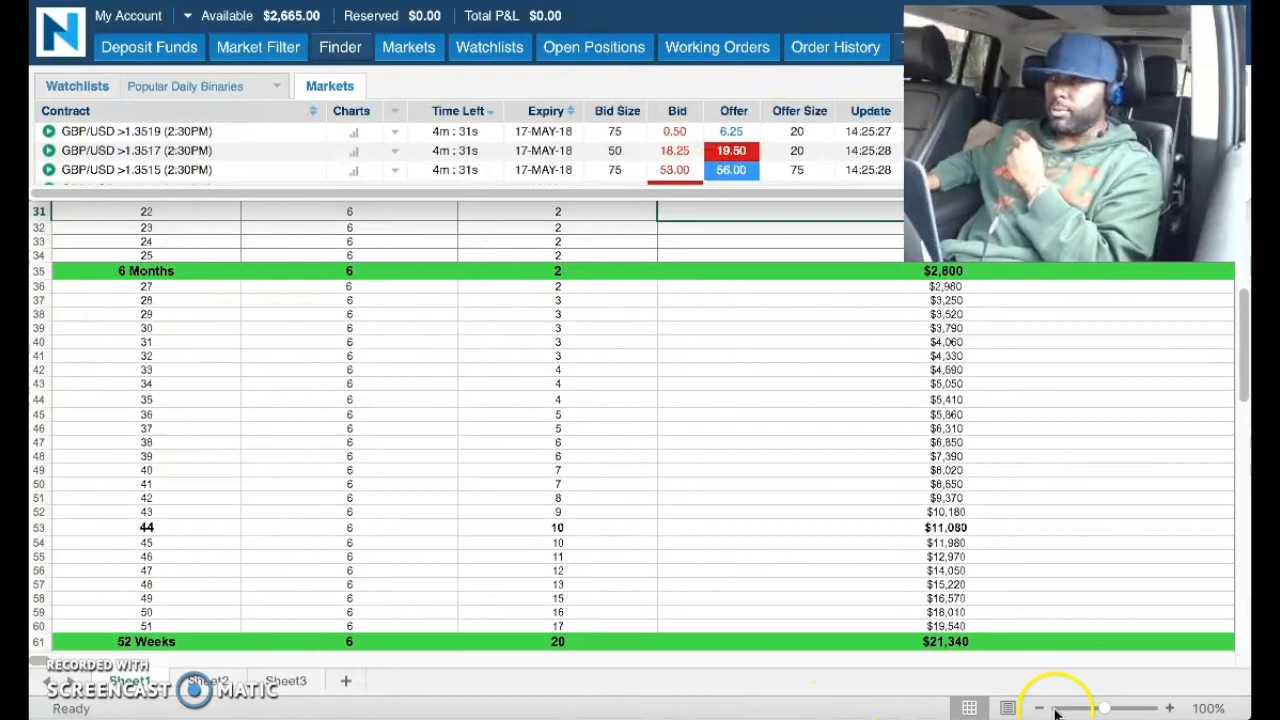 N My Account Available $2,665.00 Reserved $0.00 Total P&L $0.00
Deposit Funds Market Filter Finder Markets Watchlists Open Positions Working Orders Order History
Watchlists Popular Daily Binaries Markets
Contract Charts Time Left Expiry Bid Size Bid Offer Offer Size Update
GBP/USD >1.3519 (2:30PM) 4m : 31s 17-MAY-18 75 0.50 6.25 20 14:25:27
GBP/USD >1.3517 (2:30PM) 4m : 31s 17-MAY-18 50 18.25 19.50 20 14:25:28
GBP/USD >1.3515 (2:30PM) 4m : 31s 17-MAY-18 75 53.00 56.00 75 14:25:28
31 22 6 2
32 23 6 2
33 24 6 2
34 25 6 2
35 6 Months 6 2 $2,800
36 27 6 2 $2,980
37 28 6 3 $3,250
38 29 6 3 $3,520
39 30 6 3 $3,790
40 31 6 3 $4,060
41 32 6 3 $4,330
42 33 6 4 $4,690
43 34 6 4 $5,050
44 35 6 4 $5,410
45 36 6 5 $5,860
46 37 6 5 $6,310
47 38 6 6 $6,850
48 39 6 6 $7,390
49 40 6 7 $8,020
50 41 6 7 $8,650
51 42 6 8 $9,370
52 43 6 9 $10,180
53 44 6 10 $11,080
54 45 6 10 $11,980
55 46 6 11 $12,970
56 47 6 12 $14,050
57 48 6 13 $15,220
58 49 6 15 $16,570
59 50 6 16 $18,010
60 51 6 17 $19,540
61 52 Weeks 6 20 $21,340
RECORDED WITH
SCREENCAST MATIC
Sheet1 Sheet2 Sheet3 +
Ready 100%